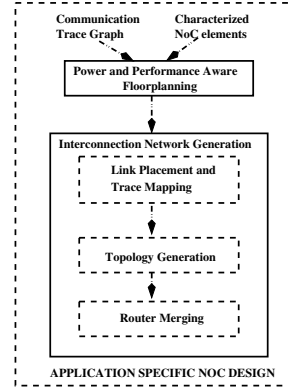 Communication Characterized
Trace Graph NoC elements
Power and Performance Aware
Floorplanning
Interconnection Network Generation
Link Placement and
Trace Mapping
Topology Generation
Router Merging
APPLICATION SPECIFIC NOC DESIGN